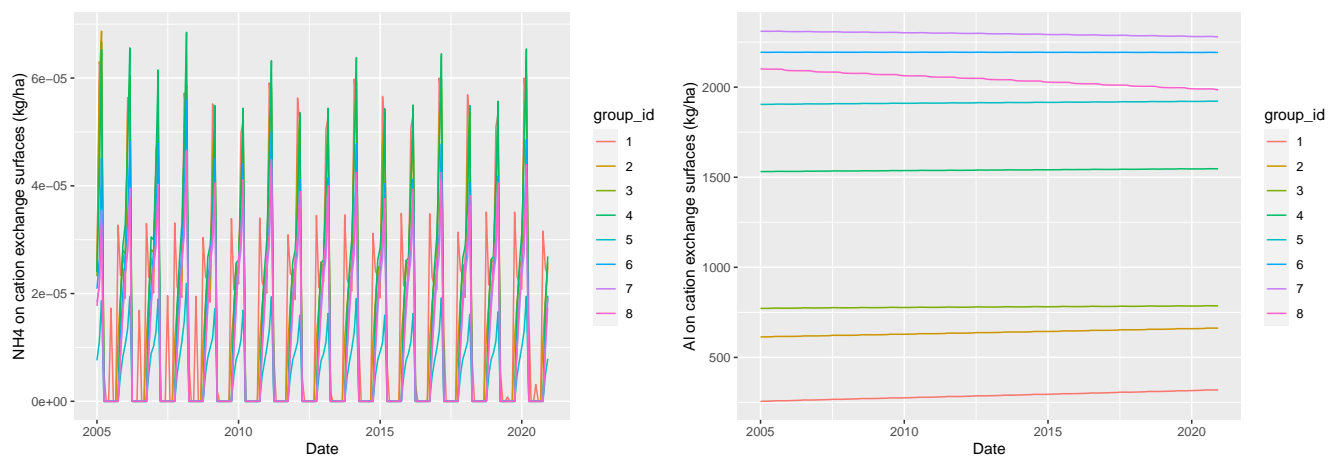 NH4 on cation exchange surfaces (kg/ha)
6e−05
4e−05
2e−05
0e+00
2005
2010
2015
2020
Date
group_id
1
2
3
4
5
6
7
8
Al on cation exchange surfaces (kg/ha)
2000
1500
1000
500
2005
2010
2015
2020
Date
group_id
1
2
3
4
5
6
7
8